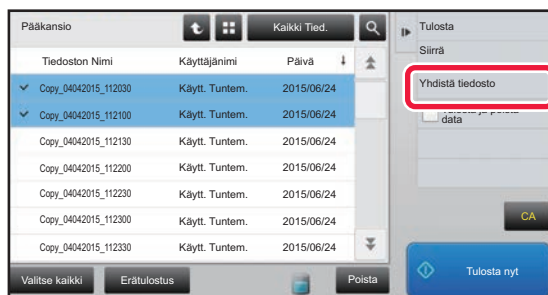 Pääkansio
Kaikki Tied.
Tiedoston Nimi Käyttäjänimi Päivä
Copy_04042015_112030 Käytt. Tuntem. 2015/06/24
Copy_04042015_112100 Käytt. Tuntem. 2015/06/24
Copy_04042015_112130 Käytt. Tuntem. 2015/06/24
Copy_04042015_112200 Käytt. Tuntem. 2015/06/24
Copy_04042015_112230 Käytt. Tuntem. 2015/06/24
Copy_04042015_112300 Käytt. Tuntem. 2015/06/24
Copy_04042015_112330 Käytt. Tuntem. 2015/06/24
Valitse kaikki
Erätulostus
Poista
Tulosta
Siirrä
Yhdistä tiedosto
Tulosta ja poista
data
CA
Tulosta nyt